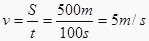 v = S/t = 500m/100s = 5m/s